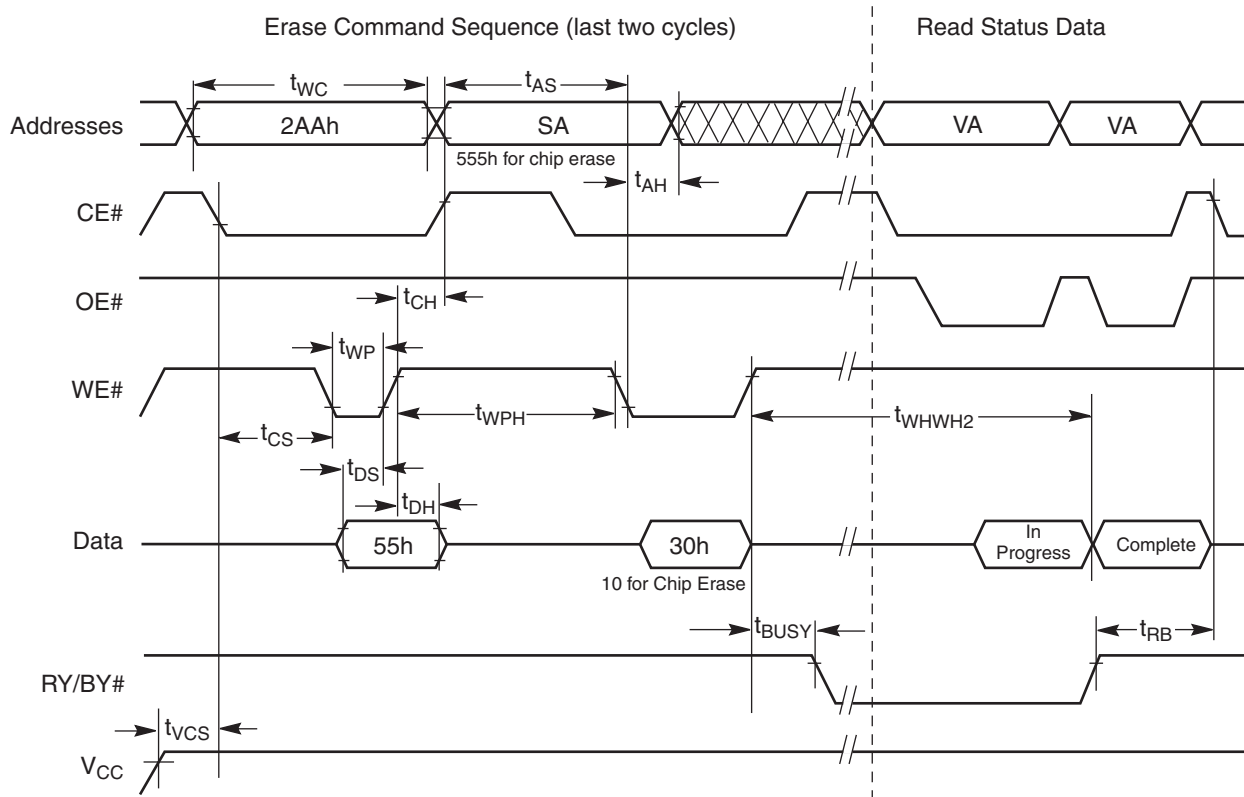 Erase Command Sequence (last two cycles)
Read Status Data
tWC
tAS
Addresses
2AAh
SA
VA
VA
555h for chip erase
tAH
CE#
OE#
tCH
tWP
WE#
tWPH
tWHWH2
tCS
tDS
tDH
Data
55h
30h
In
Progress
Complete
10 for Chip Erase
tBUSY
tRB
RY/BY#
tVCS
VCC